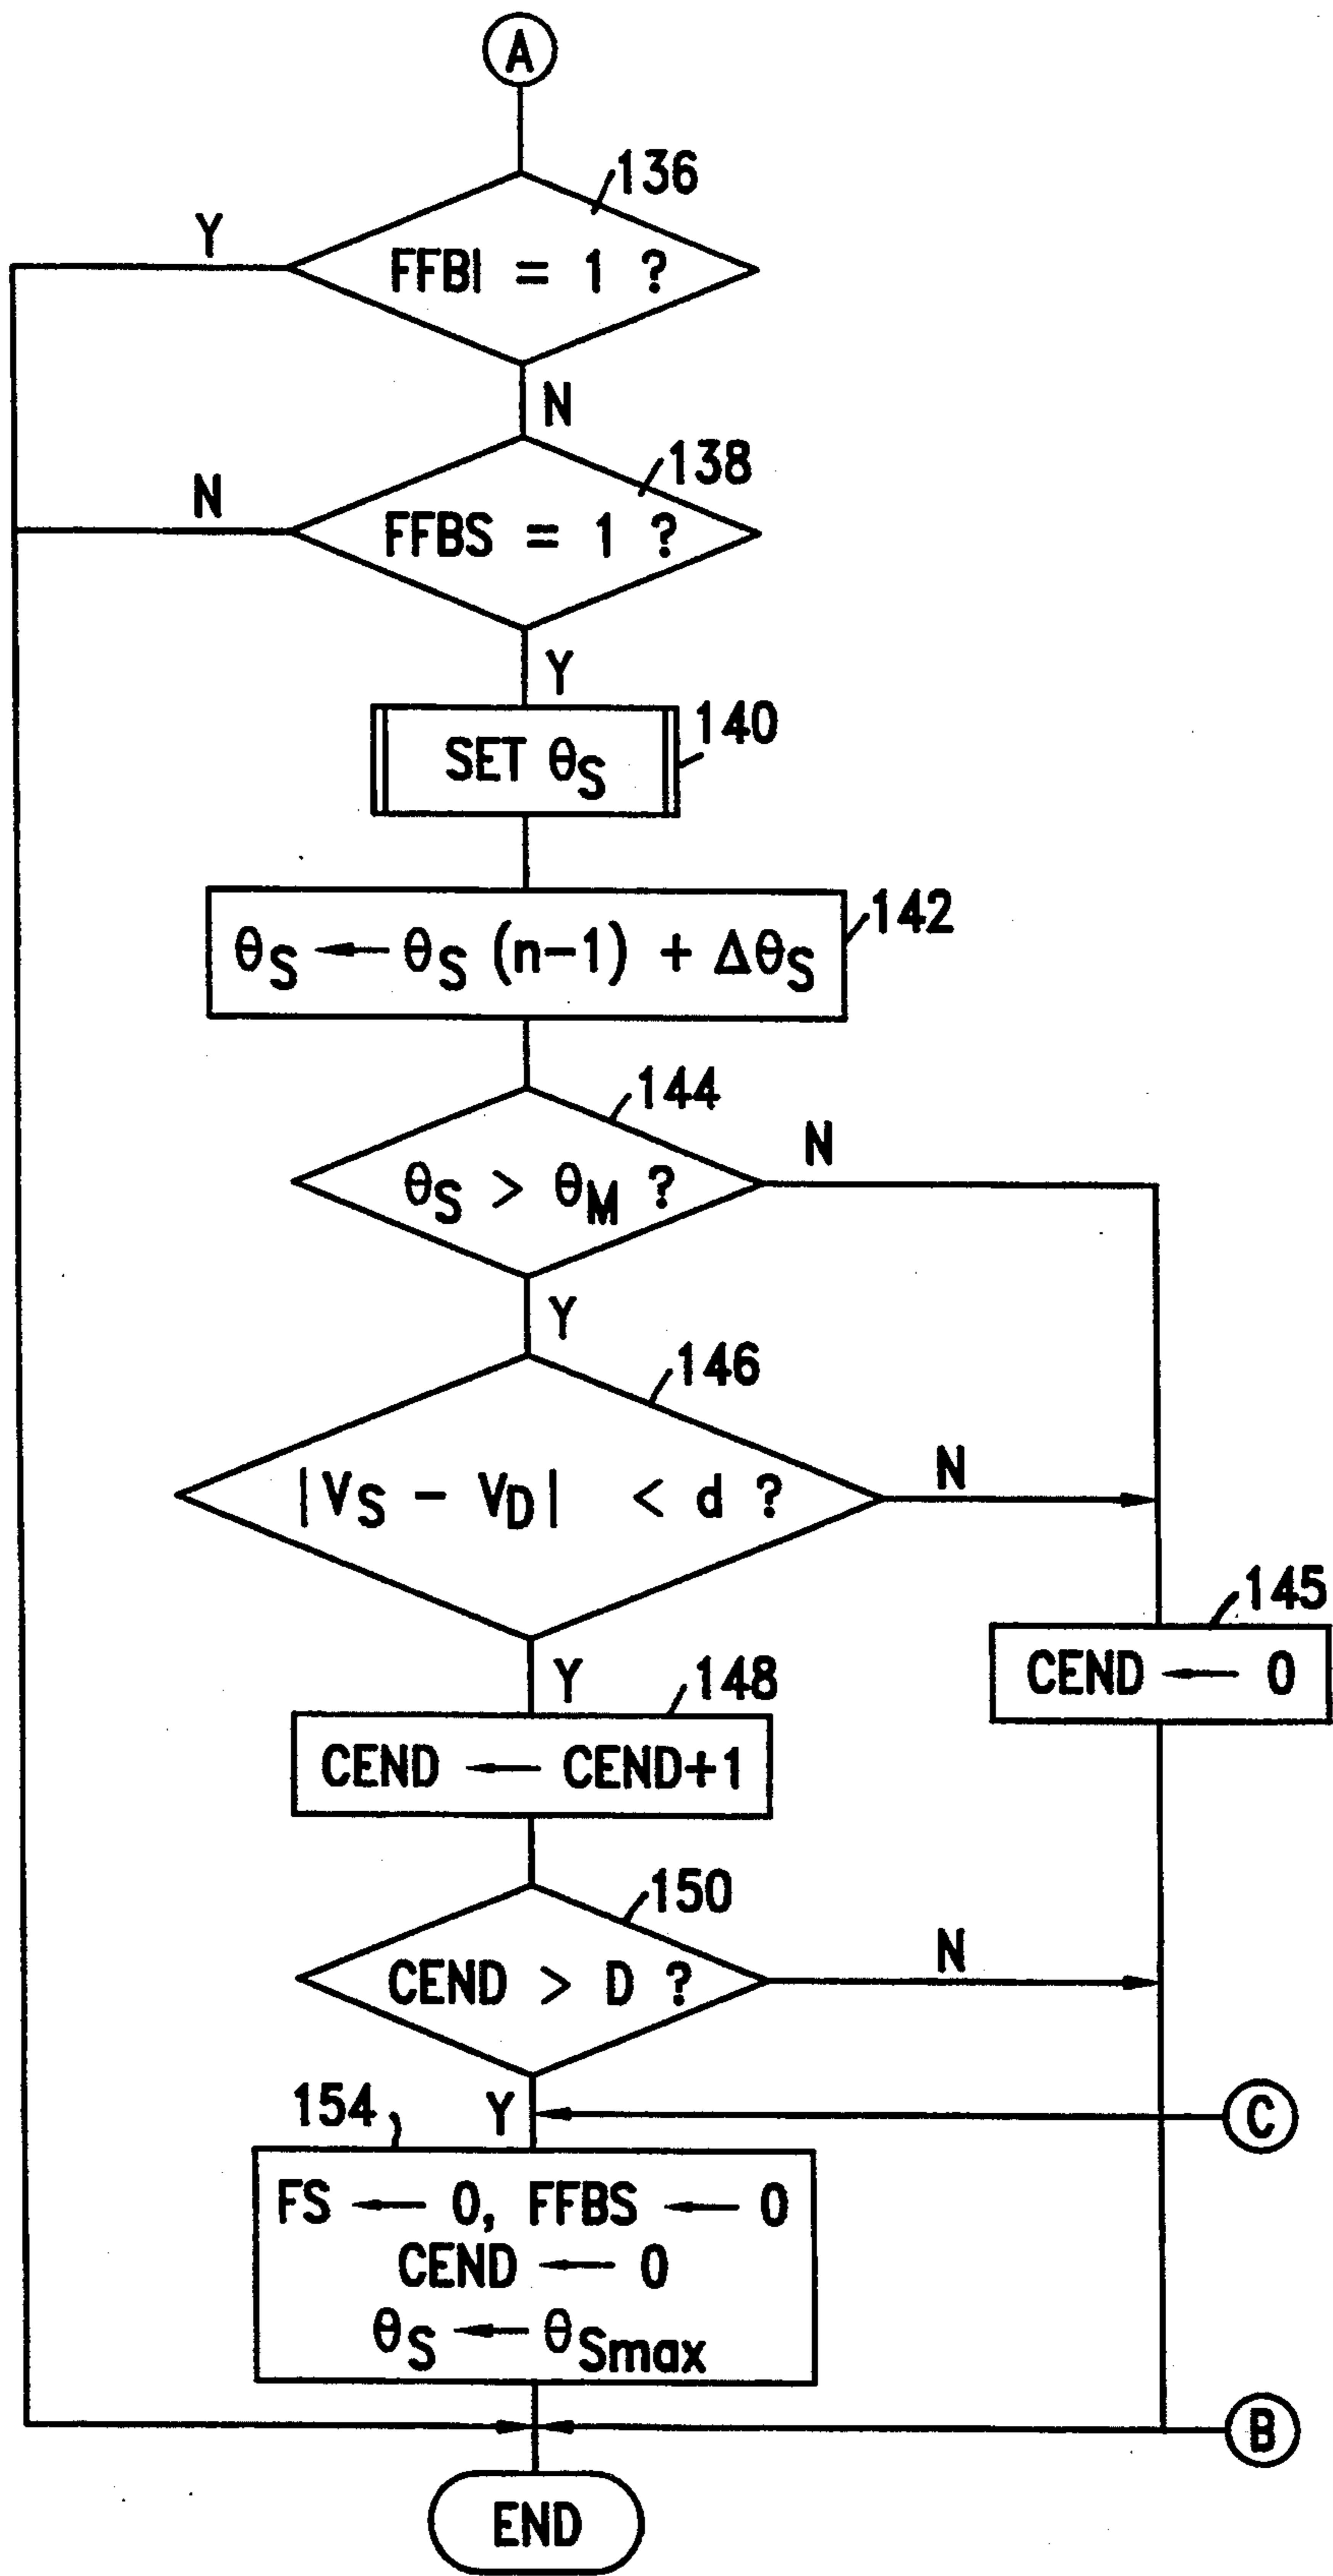 A
136
Y
FFBI = 1 ?
N
138
N
FFBS = 1 ?
Y
140
SET θS
142
θS ← θS (n-1) + ΔθS
144
N
θS > θM ?
Y
146
N
|VS - VD| < d ?
145
Y
148
CEND ← 0
CEND ← CEND+1
150
N
CEND > D ?
154
Y
C
FS ← 0, FFBS ← 0
CEND ← 0
θS ← θSmax
B
END